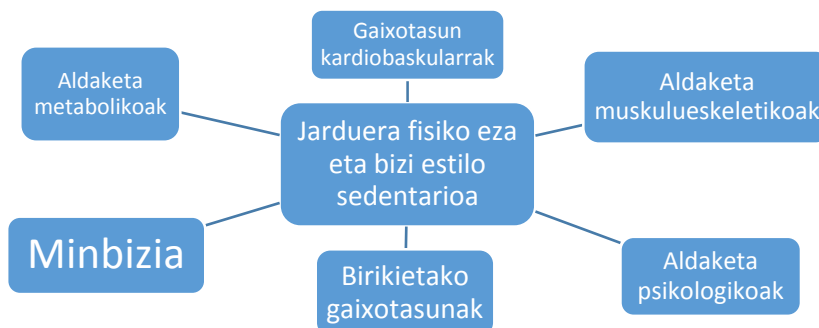 Gaixotasun
kardiobaskularrak
Aldaketa
metabolikoak
Aldaketa
muskulueskeletikoak
Jarduera fisiko eza
eta bizi estilo
sedentarioa
Minbizia
Birikietako
gaixotasunak
Aldaketa
psikologikoak